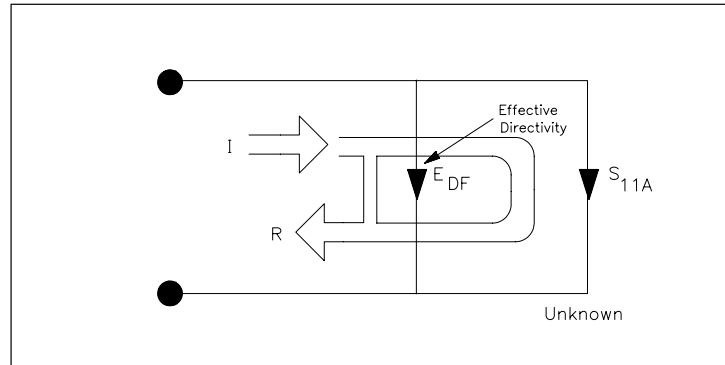 Effective
Directivity
I
E DF
S 11A
R
Unknown